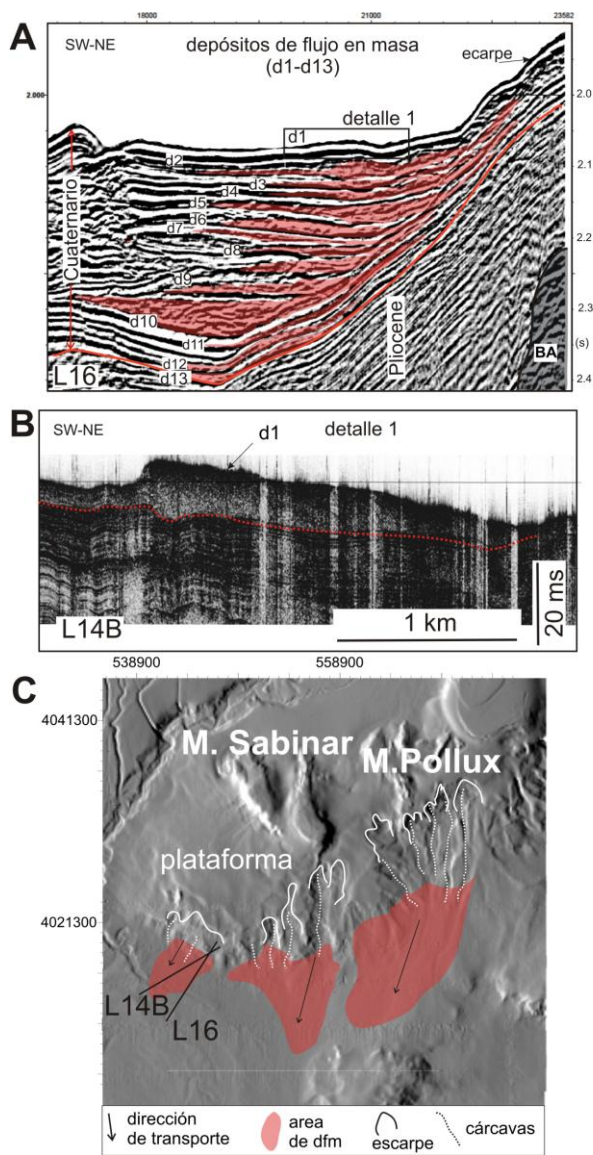 18000 21000 23582
A SW-NE depósitos de flujo en masa
(d1-d13)
ecarpe
detalle 1
2.000
2.0
d1
d2
2.1
d3
d4
d5
d6
d7
2.2
d8
d9
2.3
d10
d11
(s)
d12
d13
2.4
Cuaternario
Pliocene
BA
L16
B SW-NE d1 detalle 1
L14B
1 km
20 ms
538900 558900
C
4041300
M. Sabinar
M.Pollux
plataforma
4021300
L14B
L16
dirección
de transporte
area
de dfm
escarpe
cárcavas